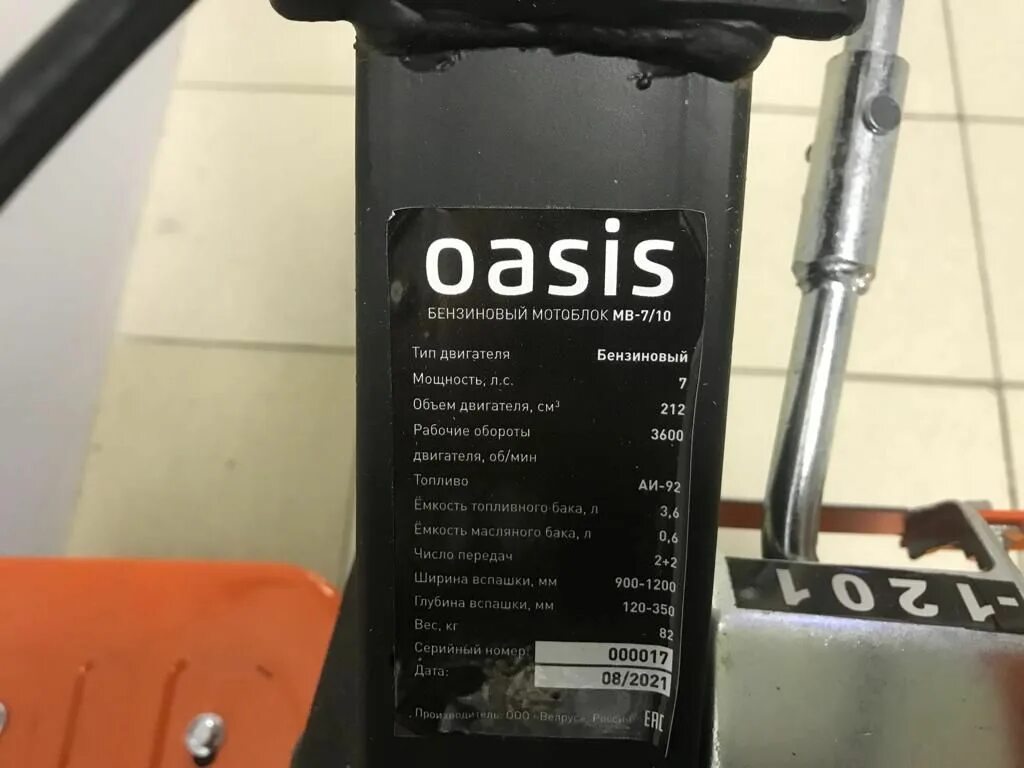 oasis
БЕНЗИНОВЫЙ МОТОБЛОК МВ-7/10
Тип двигателя Бензиновый
Мощность, л.с. 7
Объем двигателя, см³ 212
Рабочие обороты 3600
двигателя, об/мин
Топливо АИ-92
Ёмкость топливного бака, л 3,6
Ёмкость масляного бака, л 0,6
Число передач 2+2
Ширина вспашки, мм 900-1200
Глубина вспашки, мм 120-350
Вес, кг 82
Серийный номер: 000017
Дата: 08/2021
Производитель: ООО «Велрус», Россия EAC
-1201